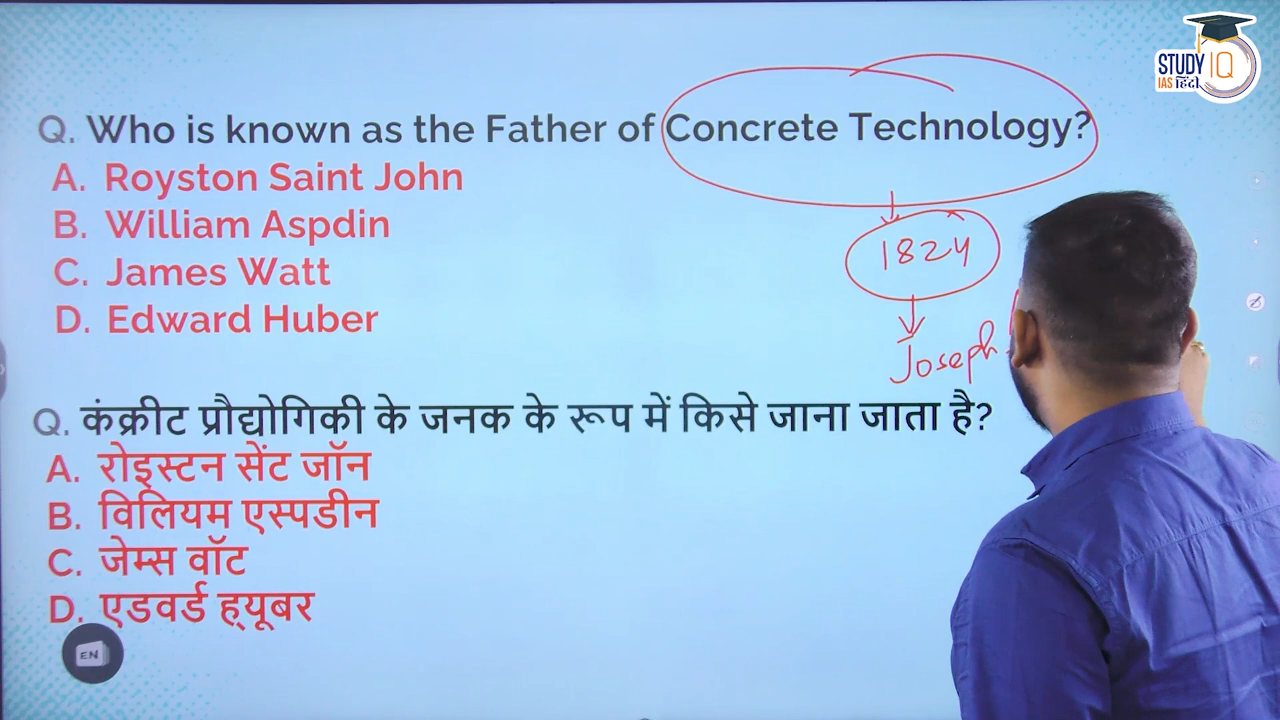 STUDY IQ
IAS हिंदी
Q. Who is known as the Father of Concrete Technology?
A. Royston Saint John
B. William Aspdin
C. James Watt
D. Edward Huber
1824
Joseph
Q. कंक्रीट प्रौद्योगिकी के जनक के रूप में किसे जाना जाता है?
A. रोइस्टन सेंट जॉन
B. विलियम एस्पडीन
C. जेम्स वॉट
D. एडवर्ड ह्यूबर
EN